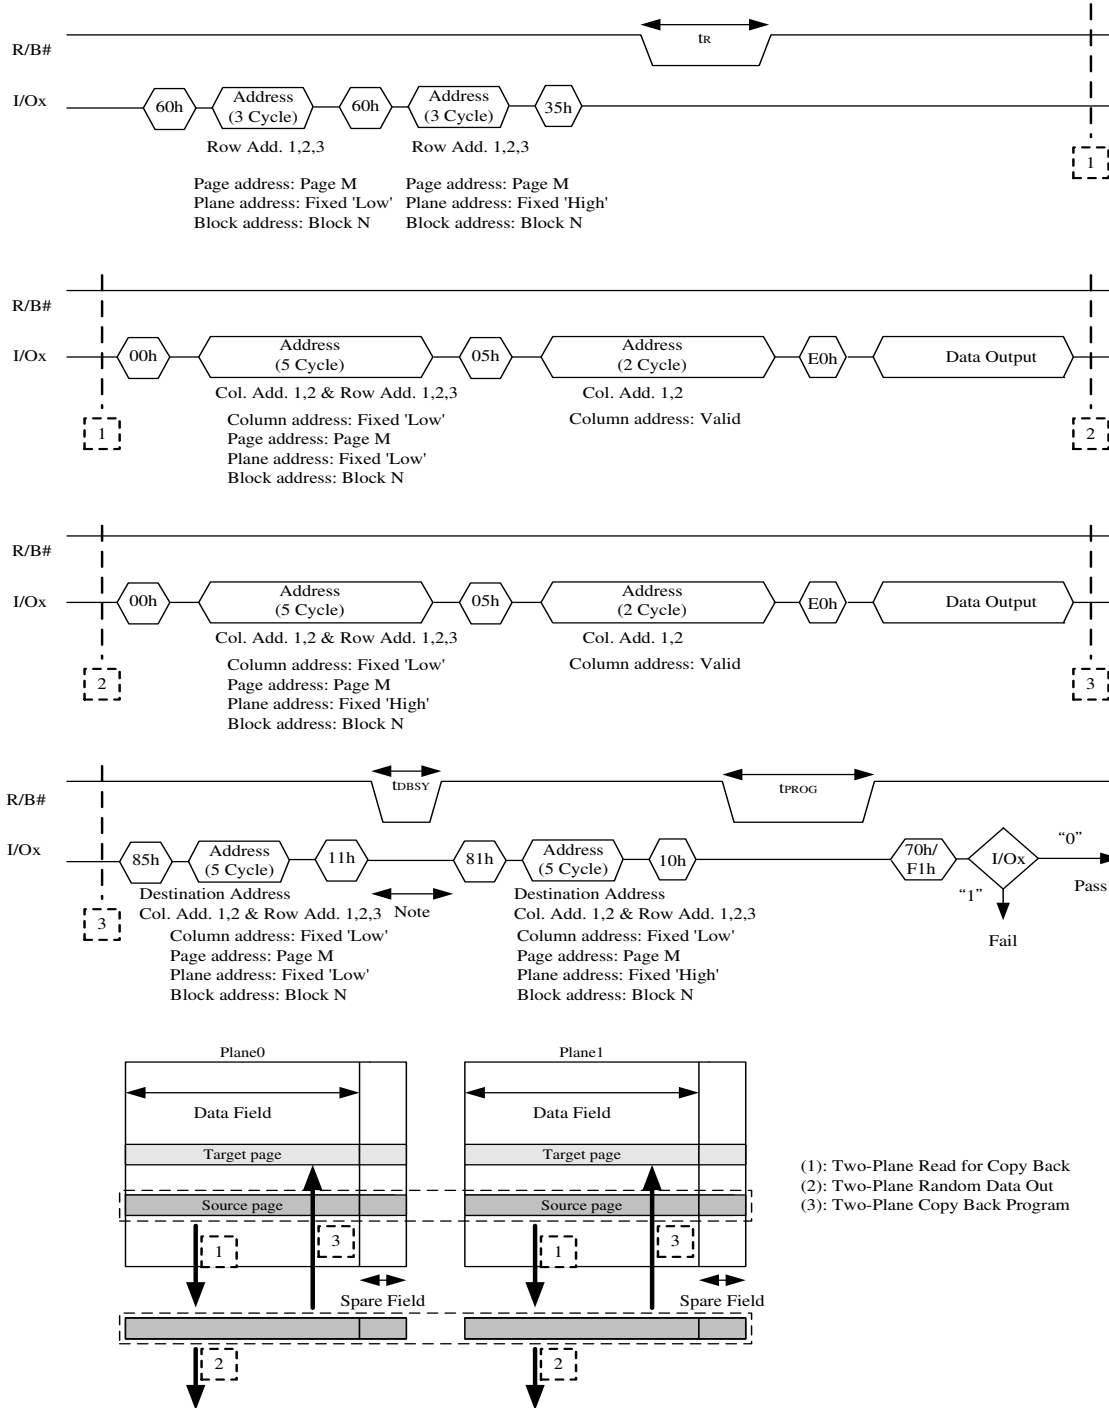 tR
R/B#
I/Ox
60h
Address
(3 Cycle)
60h
Address
(3 Cycle)
35h
Row Add. 1,2,3
Row Add. 1,2,3
1
Page address: Page M
Plane address: Fixed 'Low'
Block address: Block N
Page address: Page M
Plane address: Fixed 'High'
Block address: Block N
R/B#
I/Ox
00h
Address
(5 Cycle)
05h
Address
(2 Cycle)
E0h
Data Output
Col. Add. 1,2 & Row Add. 1,2,3
Col. Add. 1,2
1
Column address: Fixed 'Low'
Page address: Page M
Plane address: Fixed 'Low'
Block address: Block N
Column address: Valid
2
R/B#
I/Ox
00h
Address
(5 Cycle)
05h
Address
(2 Cycle)
E0h
Data Output
Col. Add. 1,2 & Row Add. 1,2,3
Col. Add. 1,2
2
Column address: Fixed 'Low'
Page address: Page M
Plane address: Fixed 'High'
Block address: Block N
Column address: Valid
3
R/B#
tDBSY
tPROG
I/Ox
85h
Address
(5 Cycle)
11h
81h
Address
(5 Cycle)
10h
70h/
F1h
I/Ox
“0”
Pass
“1”
Fail
3
Destination Address
Col. Add. 1,2 & Row Add. 1,2,3
Column address: Fixed 'Low'
Page address: Page M
Plane address: Fixed 'Low'
Block address: Block N
Note
Destination Address
Col. Add. 1,2 & Row Add. 1,2,3
Column address: Fixed 'Low'
Page address: Page M
Plane address: Fixed 'High'
Block address: Block N
Plane0
Plane1
Data Field
Data Field
Target page
Target page
Source page
Source page
1
3
1
3
Spare Field
Spare Field
2
2
(1): Two-Plane Read for Copy Back
(2): Two-Plane Random Data Out
(3): Two-Plane Copy Back Program